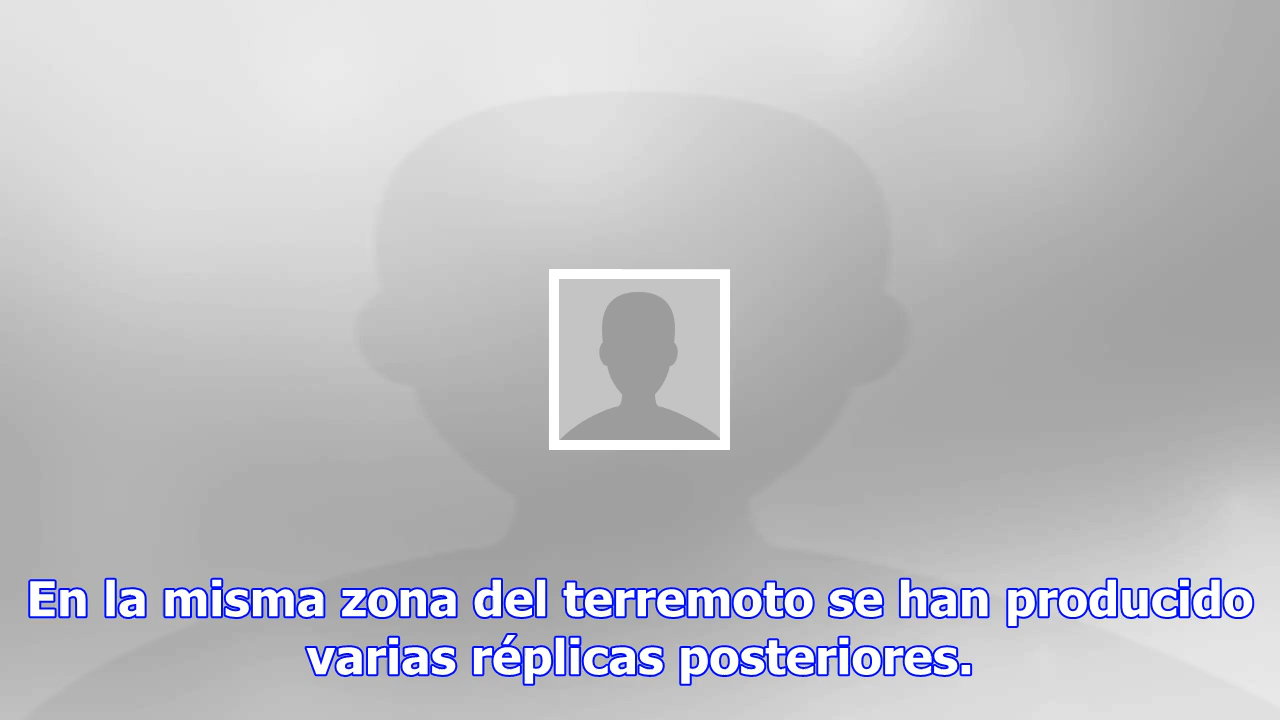 En la misma zona del terremoto se han producido
varias réplicas posteriores.